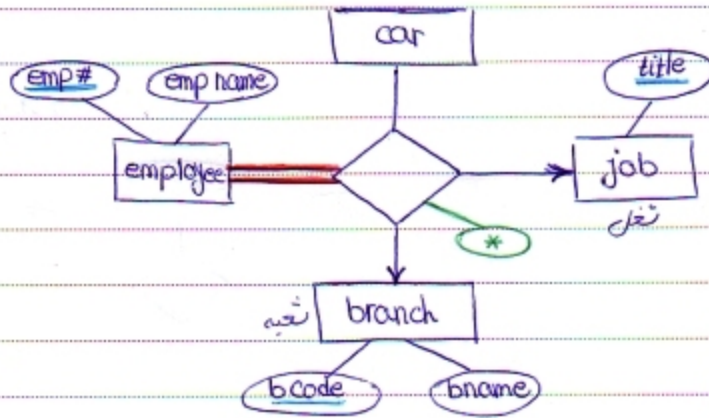 car
emp#
emp name
title
employee
job
شغل
*
شعبه
branch
bcode
bname